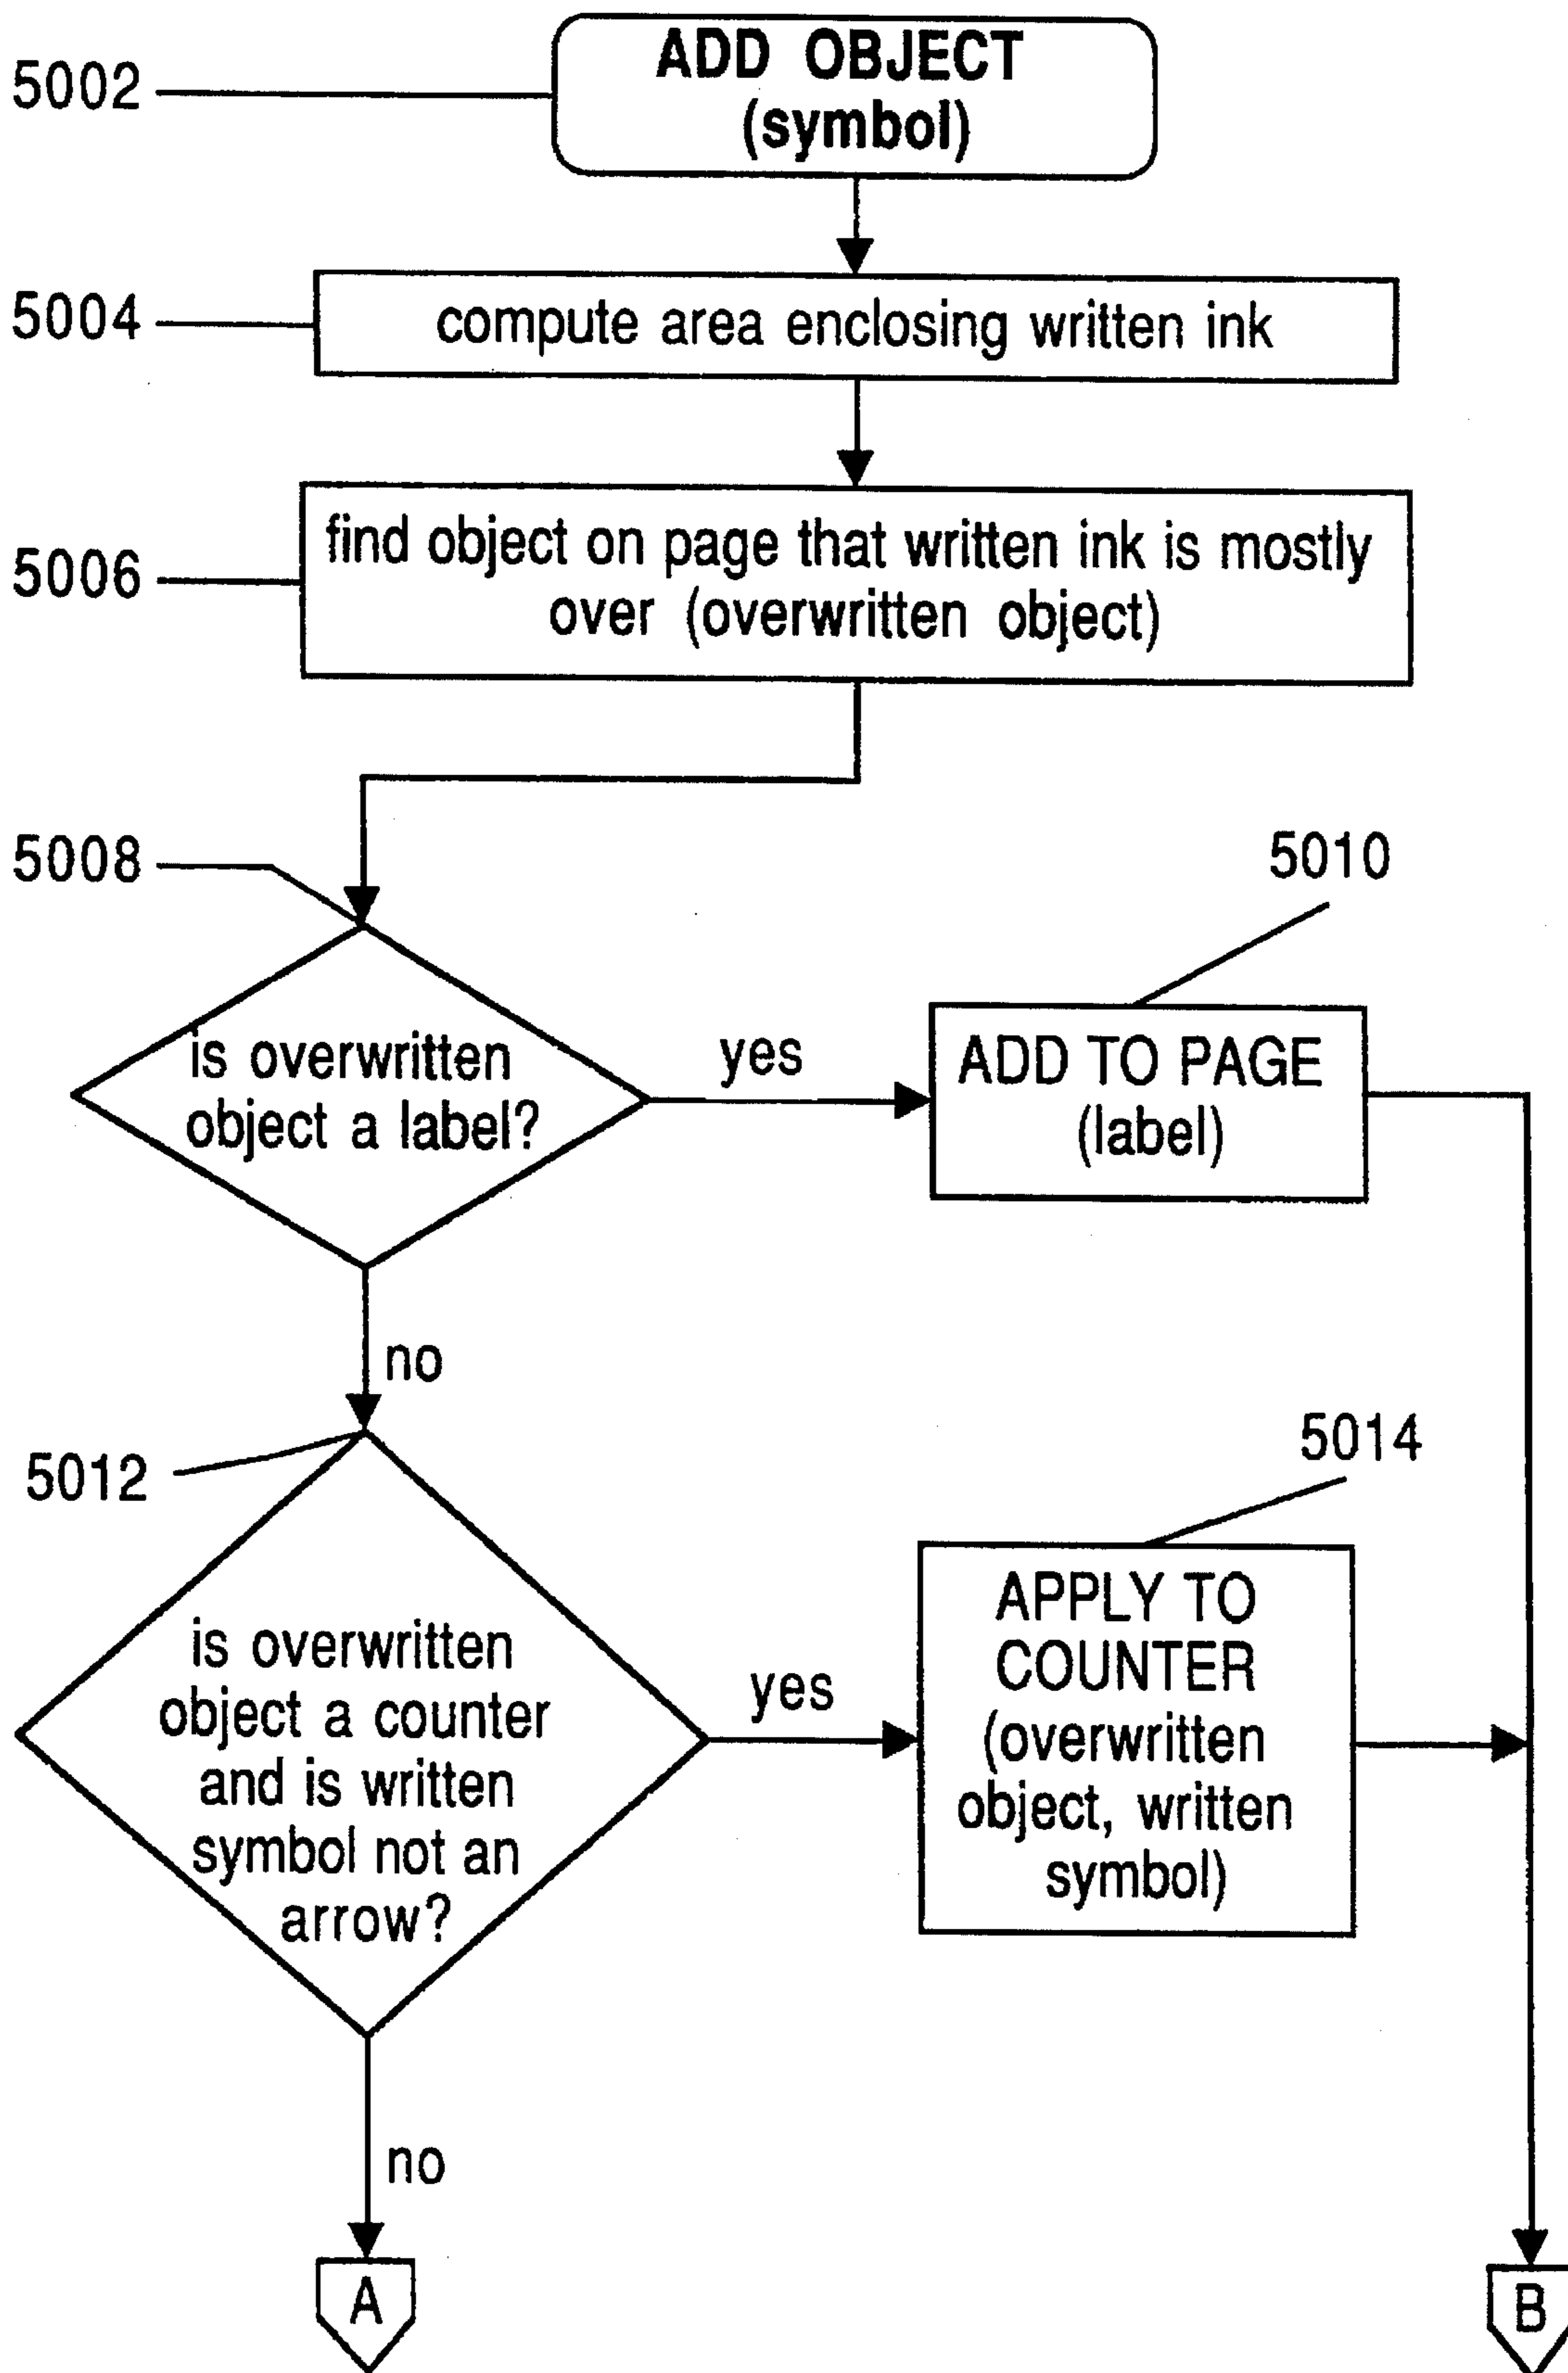 5002
ADD OBJECT
(symbol)
5004
compute area enclosing written ink
5006
find object on page that written ink is mostly
over (overwritten object)
5008
5010
is overwritten
object a label?
yes
ADD TO PAGE
(label)
no
5012
5014
is overwritten
object a counter
and is written
symbol not an
arrow?
yes
APPLY TO
COUNTER
(overwritten
object, written
symbol)
no
A
B